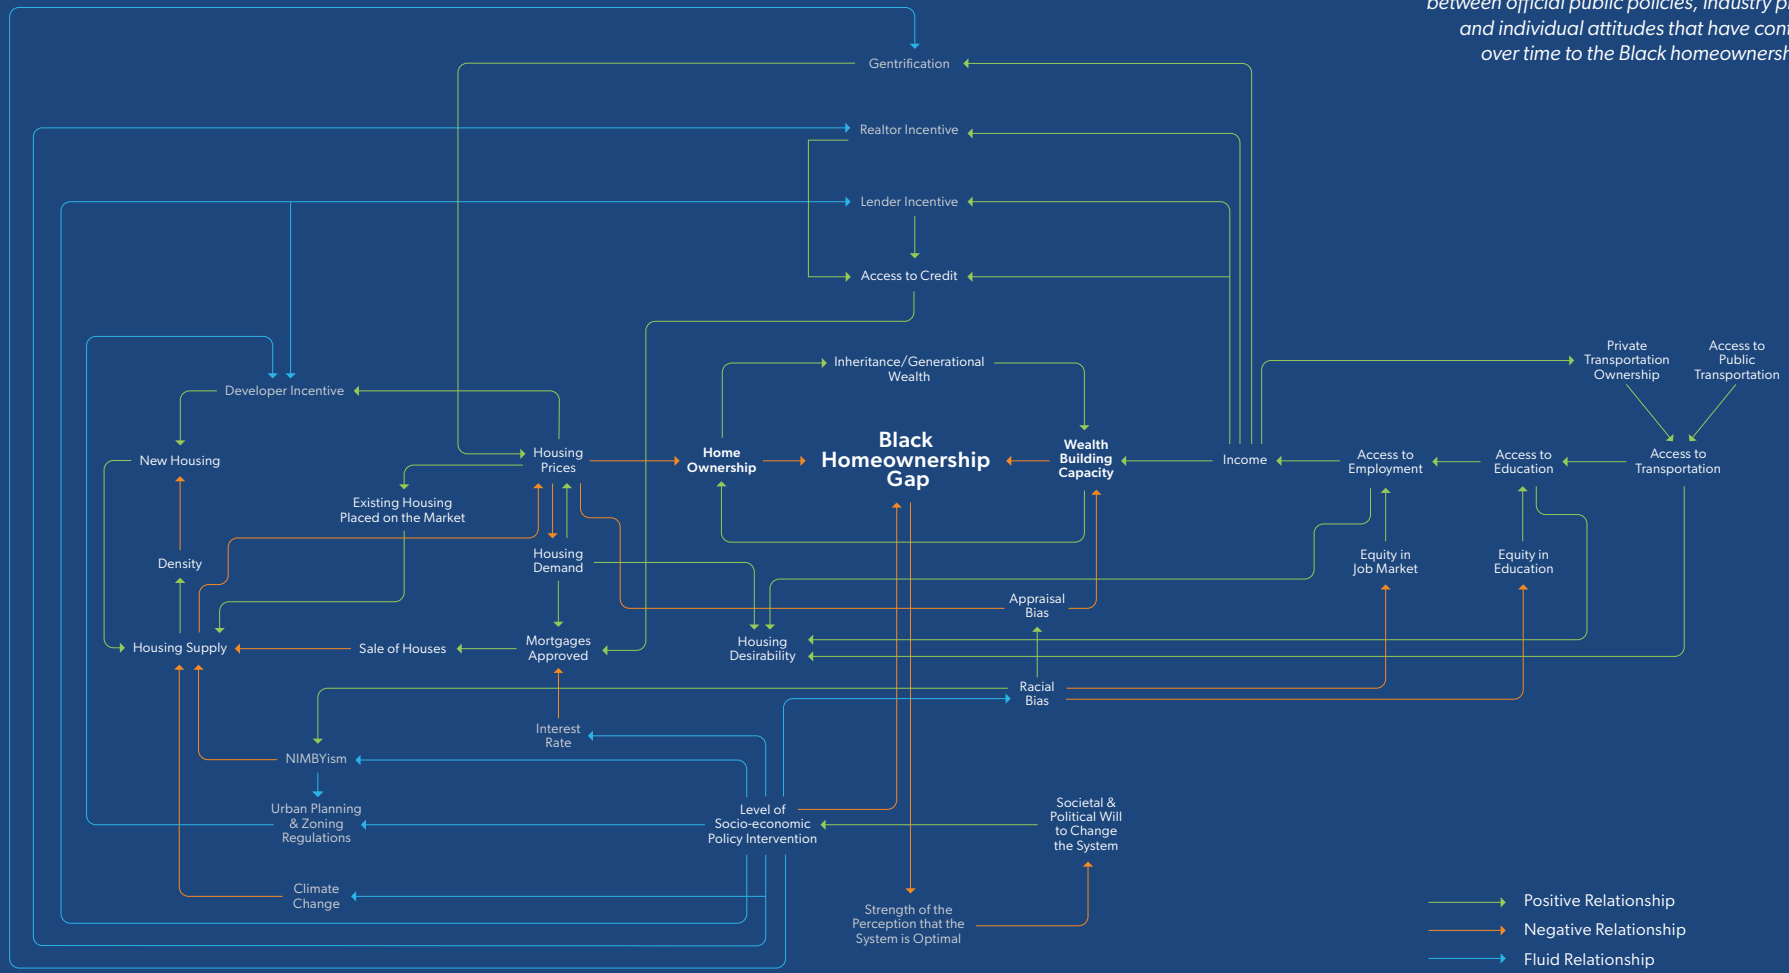 between official public policies, industry
and individual attitudes that have
over time to the Black
Gentrification
Realtor Incentive
Lender Incentive
Access to Credit
Inheritance/Generational
Wealth
Private
Transportation
Ownership
Access to
Public
Transportation
Developer Incentive
New Housing
Housing
Prices
Home
Ownership
Black
Homeownership
Gap
Wealth
Building
Capacity
Income
Access to
Employment
Access to
Education
Access to
Transportation
Existing Housing
Placed on the Market
Density
Housing
Demand
Equity in
Job Market
Equity in
Education
Appraisal
Bias
Housing Supply
Sale of Houses
Mortgages
Approved
Housing
Desirability
Racial
Bias
Interest
Rate
NIMBYism
Urban Planning
& Zoning
Regulations
Level of
Socio-economic
Policy Intervention
Societal &
Political Will
to Change
the System
Climate
Change
Strength of the
Perception that the
System is Optimal
Positive Relationship
Negative Relationship
Fluid Relationship